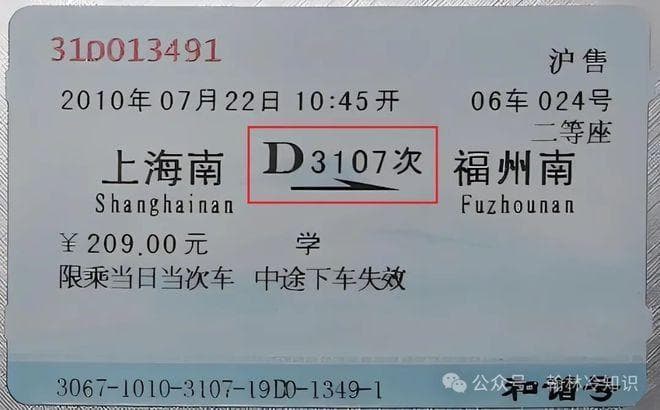 31D013491
沪售
2010年07月22日 10:45开 06车 024号
二等座
上海南 D3107次 福州南
Shanghainan Fuzhounan
￥209.00元 学
限乘当日当次车 中途下车失效
和谐号
3067-1010-3107-19D0-1349-1
公众号 · 翰林冷知识